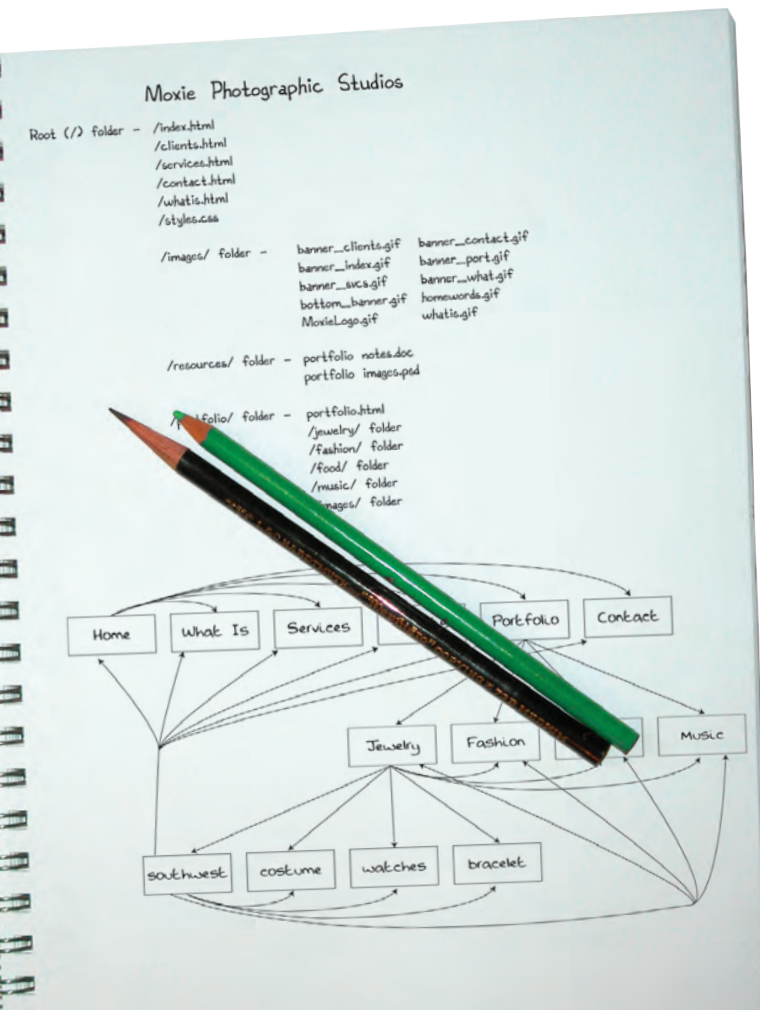 Moxie Photographic Studios
Root (/) folder - /index.html
/clients.html
/services.html
/contact.html
/whatis.html
/styles.css
/images/ folder - banner_clients.gif banner_contact.gif
banner_index.gif banner_port.gif
banner_svcs.gif banner_what.gif
bottom_banner.gif homewords.gif
MoxieLogo.gif whatis.gif
/resources/ folder - portfolio notes.doc
portfolio images.psd
folder - portfolio.html
/jewelry/ folder
/fashion/ folder
/food/ folder
/music/ folder
folder
Home What Is Services Portfolio Contact
Jewelry Fashion Music
southwest costume watches bracelet